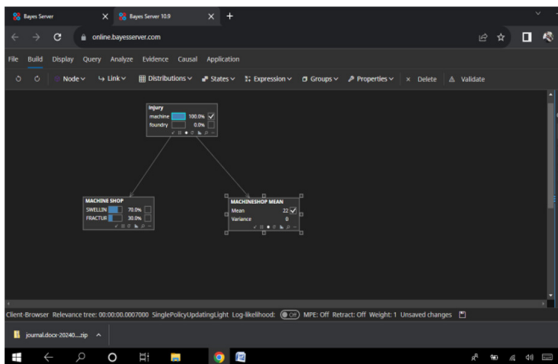 Bayes Server
Bayes Server 10.9
online.bayesserver.com
File Build Display Query Analyze Evidence Causal Application
Node Link Distributions States Expression Groups Properties Delete Validate
Injury
machine 100.0%
foundry 0.0%
MACHINE SHOP
SWELLIN 70.0%
FRACTUR 30.0%
MACHINESHOP MEAN
Mean 22
Variance 0
Client-Browser Relevance tree: 00:00:00.0007000 SinglePolicyUpdatingLight Log-likelihood: Off MPE: Off Retract: Off Weight: 1 Unsaved changes
journal.docx-20240....zip